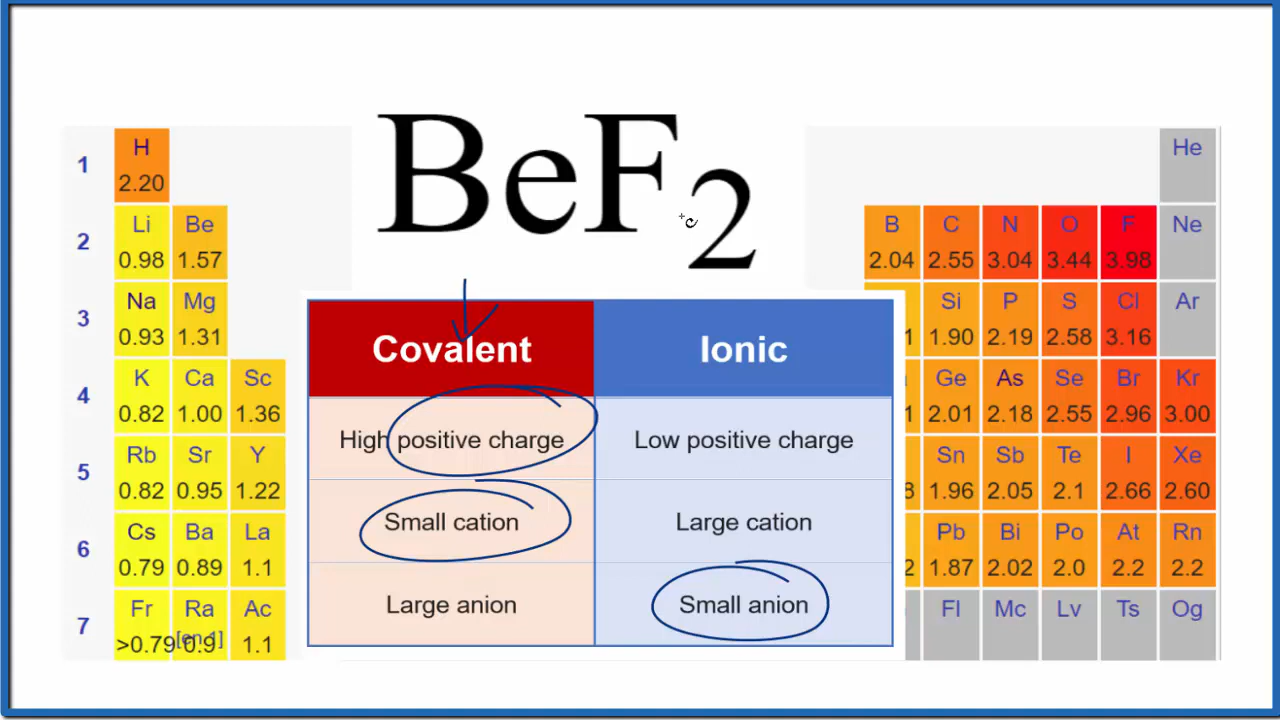 BeF2
1 H He
2.20
2 Li Be B C N O F Ne
0.98 1.57 2.04 2.55 3.04 3.44 3.98
3 Na Mg Si P S Cl Ar
0.93 1.31 1 1.90 2.19 2.58 3.16
Covalent Ionic
4 K Ca Sc Ge As Se Br Kr
0.82 1.00 1.36 1 2.01 2.18 2.55 2.96 3.00
High positive charge Low positive charge
5 Rb Sr Y Sn Sb Te I Xe
0.82 0.95 1.22 8 1.96 2.05 2.1 2.66 2.60
Small cation Large cation
6 Cs Ba La Pb Bi Po At Rn
0.79 0.89 1.1 2 1.87 2.02 2.0 2.2 2.2
Large anion Small anion
7 Fr Ra Ac Fl Mc Lv Ts Og
>0.79[en 1] 0.9 1.1